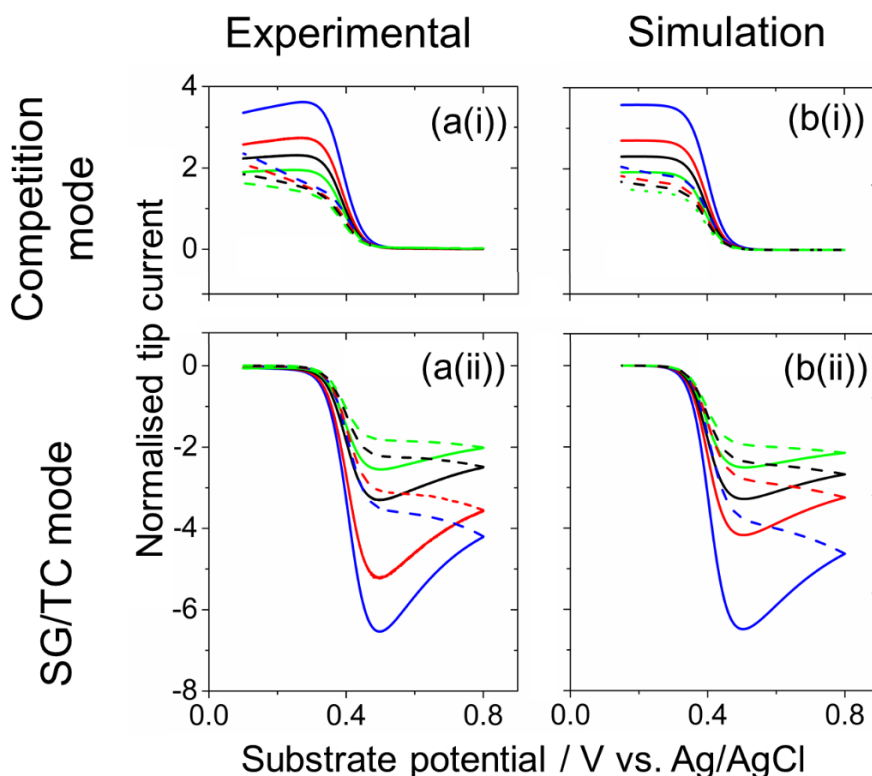 Experimental
Simulation
Competition
mode
SG/TC mode
Normalised tip current
4
2
0
(a(i))
(b(i))
0
-2
-4
-6
-8
(a(ii))
(b(ii))
0.0
0.4
0.8
0.0
0.4
0.8
Substrate potential / V vs. Ag/AgCl